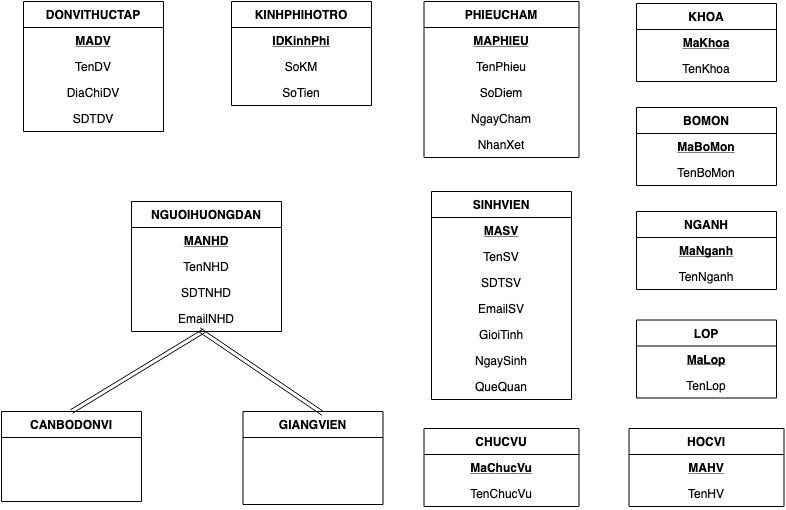 DONVITHUCTAP
MADV
TenDV
DiaChiDV
SDTDV
KINHPHIHOTRO
IDKinhPhi
SoKM
SoTien
PHIEUCHAM
MAPHIEU
TenPhieu
SoDiem
NgayCham
NhanXet
KHOA
MaKhoa
TenKhoa
BOMON
MaBoMon
TenBoMon
NGUOIHUONGDAN
MANHD
TenNHD
SDTNHD
EmailNHD
SINHVIEN
MASV
TenSV
SDTSV
EmailSV
GioiTinh
NgaySinh
QueQuan
NGANH
MaNganh
TenNganh
LOP
MaLop
TenLop
CANBODONVI
GIANGVIEN
CHUCVU
MaChucVu
TenChucVu
HOCVI
MAHV
TenHV